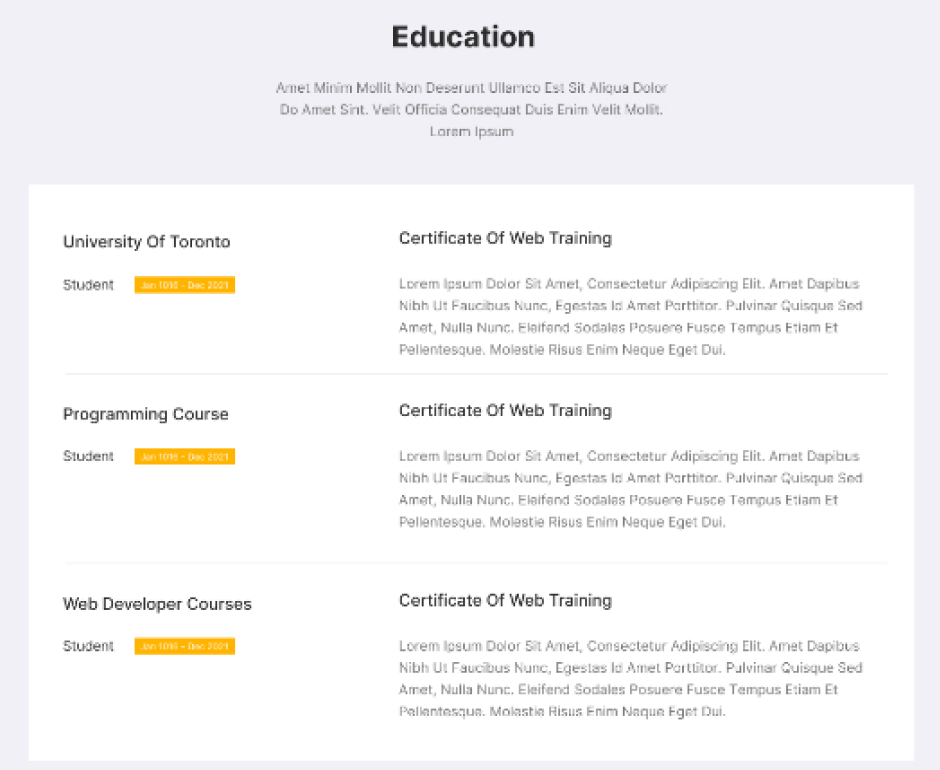 Education
Amet Minim Mollit Non Deserunt Ullamco Est Sit Aliqua Dolor
Do Amet Sint. Velit Officia Consequat Duis Enim Velit Mollit.
Lorem Ipsum
University Of Toronto
Student Jan 1016 - Dec 2021
Certificate Of Web Training
Lorem Ipsum Dolor Sit Amet, Consectetur Adipiscing Elit. Amet Dapibus
Nibh Ut Faucibus Nunc, Egestas Id Amet Porttitor. Pulvinar Quisque Sed
Amet, Nulla Nunc. Eleifend Sodales Posuere Fusce Tempus Etiam Et
Pellentesque. Molestie Risus Enim Neque Eget Dui.
Programming Course
Student Jan 1016 - Dec 2021
Certificate Of Web Training
Lorem Ipsum Dolor Sit Amet, Consectetur Adipiscing Elit. Amet Dapibus
Nibh Ut Faucibus Nunc, Egestas Id Amet Porttitor. Pulvinar Quisque Sed
Amet, Nulla Nunc. Eleifend Sodales Posuere Fusce Tempus Etiam Et
Pellentesque. Molestie Risus Enim Neque Eget Dui.
Web Developer Courses
Student Jan 1016 - Dec 2021
Certificate Of Web Training
Lorem Ipsum Dolor Sit Amet, Consectetur Adipiscing Elit. Amet Dapibus
Nibh Ut Faucibus Nunc, Egestas Id Amet Porttitor. Pulvinar Quisque Sed
Amet, Nulla Nunc. Eleifend Sodales Posuere Fusce Tempus Etiam Et
Pellentesque. Molestie Risus Enim Neque Eget Dui.